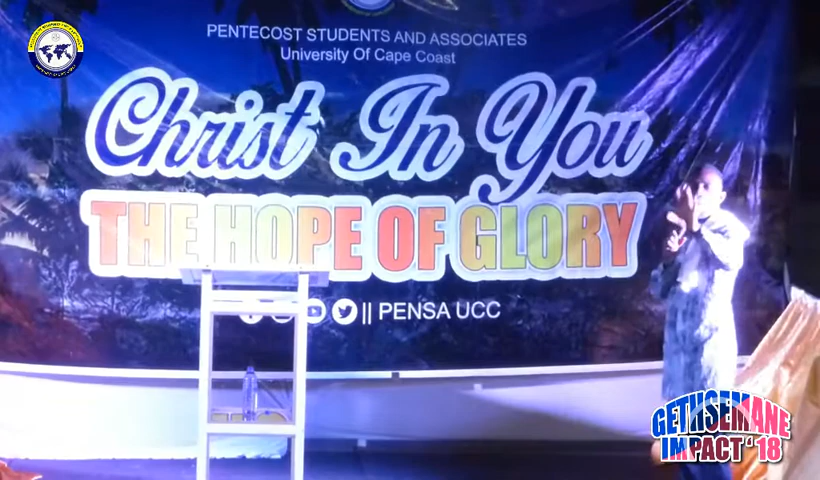 PENTECOST STUDENTS AND ASSOCIATES
University Of Cape Coast
Christ In You
THE HOPE OF GLORY
|| PENSA UCC
GETHSEMANE
IMPACT '18